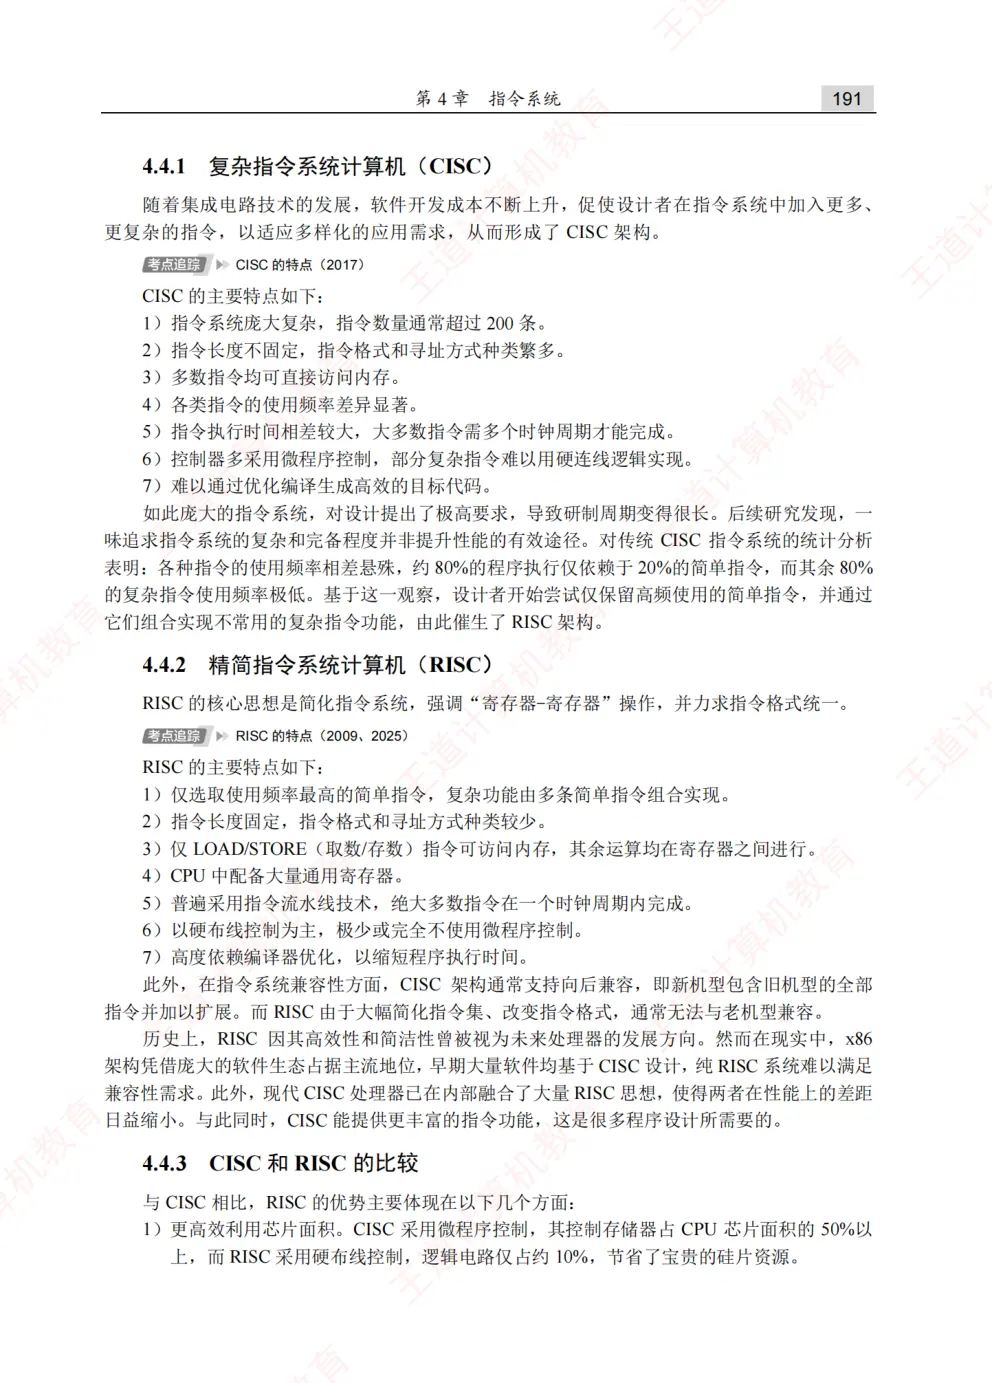 第 4 章 指令系统
191
4.4.1 复杂指令系统计算机（CISC）
随着集成电路技术的发展，软件开发成本不断上升，促使设计者在指令系统中加入更多、
更复杂的指令，以适应多样化的应用需求，从而形成了 CISC 架构。
考点追踪 CISC 的特点（2017）
CISC 的主要特点如下：
1）指令系统庞大复杂，指令数量通常超过 200 条。
2）指令长度不固定，指令格式和寻址方式种类繁多。
3）多数指令均可直接访问内存。
4）各类指令的使用频率差异显著。
5）指令执行时间相差较大，大多数指令需多个时钟周期才能完成。
6）控制器多采用微程序控制，部分复杂指令难以用硬连线逻辑实现。
7）难以通过优化编译生成高效的目标代码。
如此庞大的指令系统，对设计提出了极高要求，导致研制周期变得很长。后续研究发现，一
味追求指令系统的复杂和完备程度并非提升性能的有效途径。对传统 CISC 指令系统的统计分析
表明：各种指令的使用频率相差悬殊，约 80%的程序执行仅依赖于 20%的简单指令，而其余 80%
的复杂指令使用频率极低。基于这一观察，设计者开始尝试仅保留高频使用的简单指令，并通过
它们组合实现不常用的复杂指令功能，由此催生了 RISC 架构。
4.4.2 精简指令系统计算机（RISC）
RISC 的核心思想是简化指令系统，强调“寄存器-寄存器”操作，并力求指令格式统一。
考点追踪 RISC 的特点（2009、2025）
RISC 的主要特点如下：
1）仅选取使用频率最高的简单指令，复杂功能由多条简单指令组合实现。
2）指令长度固定，指令格式和寻址方式种类较少。
3）仅 LOAD/STORE（取数/存数）指令可访问内存，其余运算均在寄存器之间进行。
4）CPU 中配备大量通用寄存器。
5）普遍采用指令流水线技术，绝大多数指令在一个时钟周期内完成。
6）以硬布线控制为主，极少或完全不使用微程序控制。
7）高度依赖编译器优化，以缩短程序执行时间。
此外，在指令系统兼容性方面，CISC 架构通常支持向后兼容，即新机型包含旧机型的全部
指令并加以扩展。而 RISC 由于大幅简化指令集、改变指令格式，通常无法与老机型兼容。
历史上，RISC 因其高效性和简洁性曾被视为未来处理器的发展方向。然而在现实中，x86
架构凭借庞大的软件生态占据主流地位，早期大量软件均基于 CISC 设计，纯 RISC 系统难以满足
兼容性需求。此外，现代 CISC 处理器已在内部融合了大量 RISC 思想，使得两者在性能上的差距
日益缩小。与此同时，CISC 能提供更丰富的指令功能，这是很多程序设计所需要的。
4.4.3 CISC 和 RISC 的比较
与 CISC 相比，RISC 的优势主要体现在以下几个方面：
1）更高效利用芯片面积。CISC 采用微程序控制，其控制存储器占 CPU 芯片面积的 50%以
上，而 RISC 采用硬布线控制，逻辑电路仅占约 10%，节省了宝贵的硅片资源。
王道计算机教育